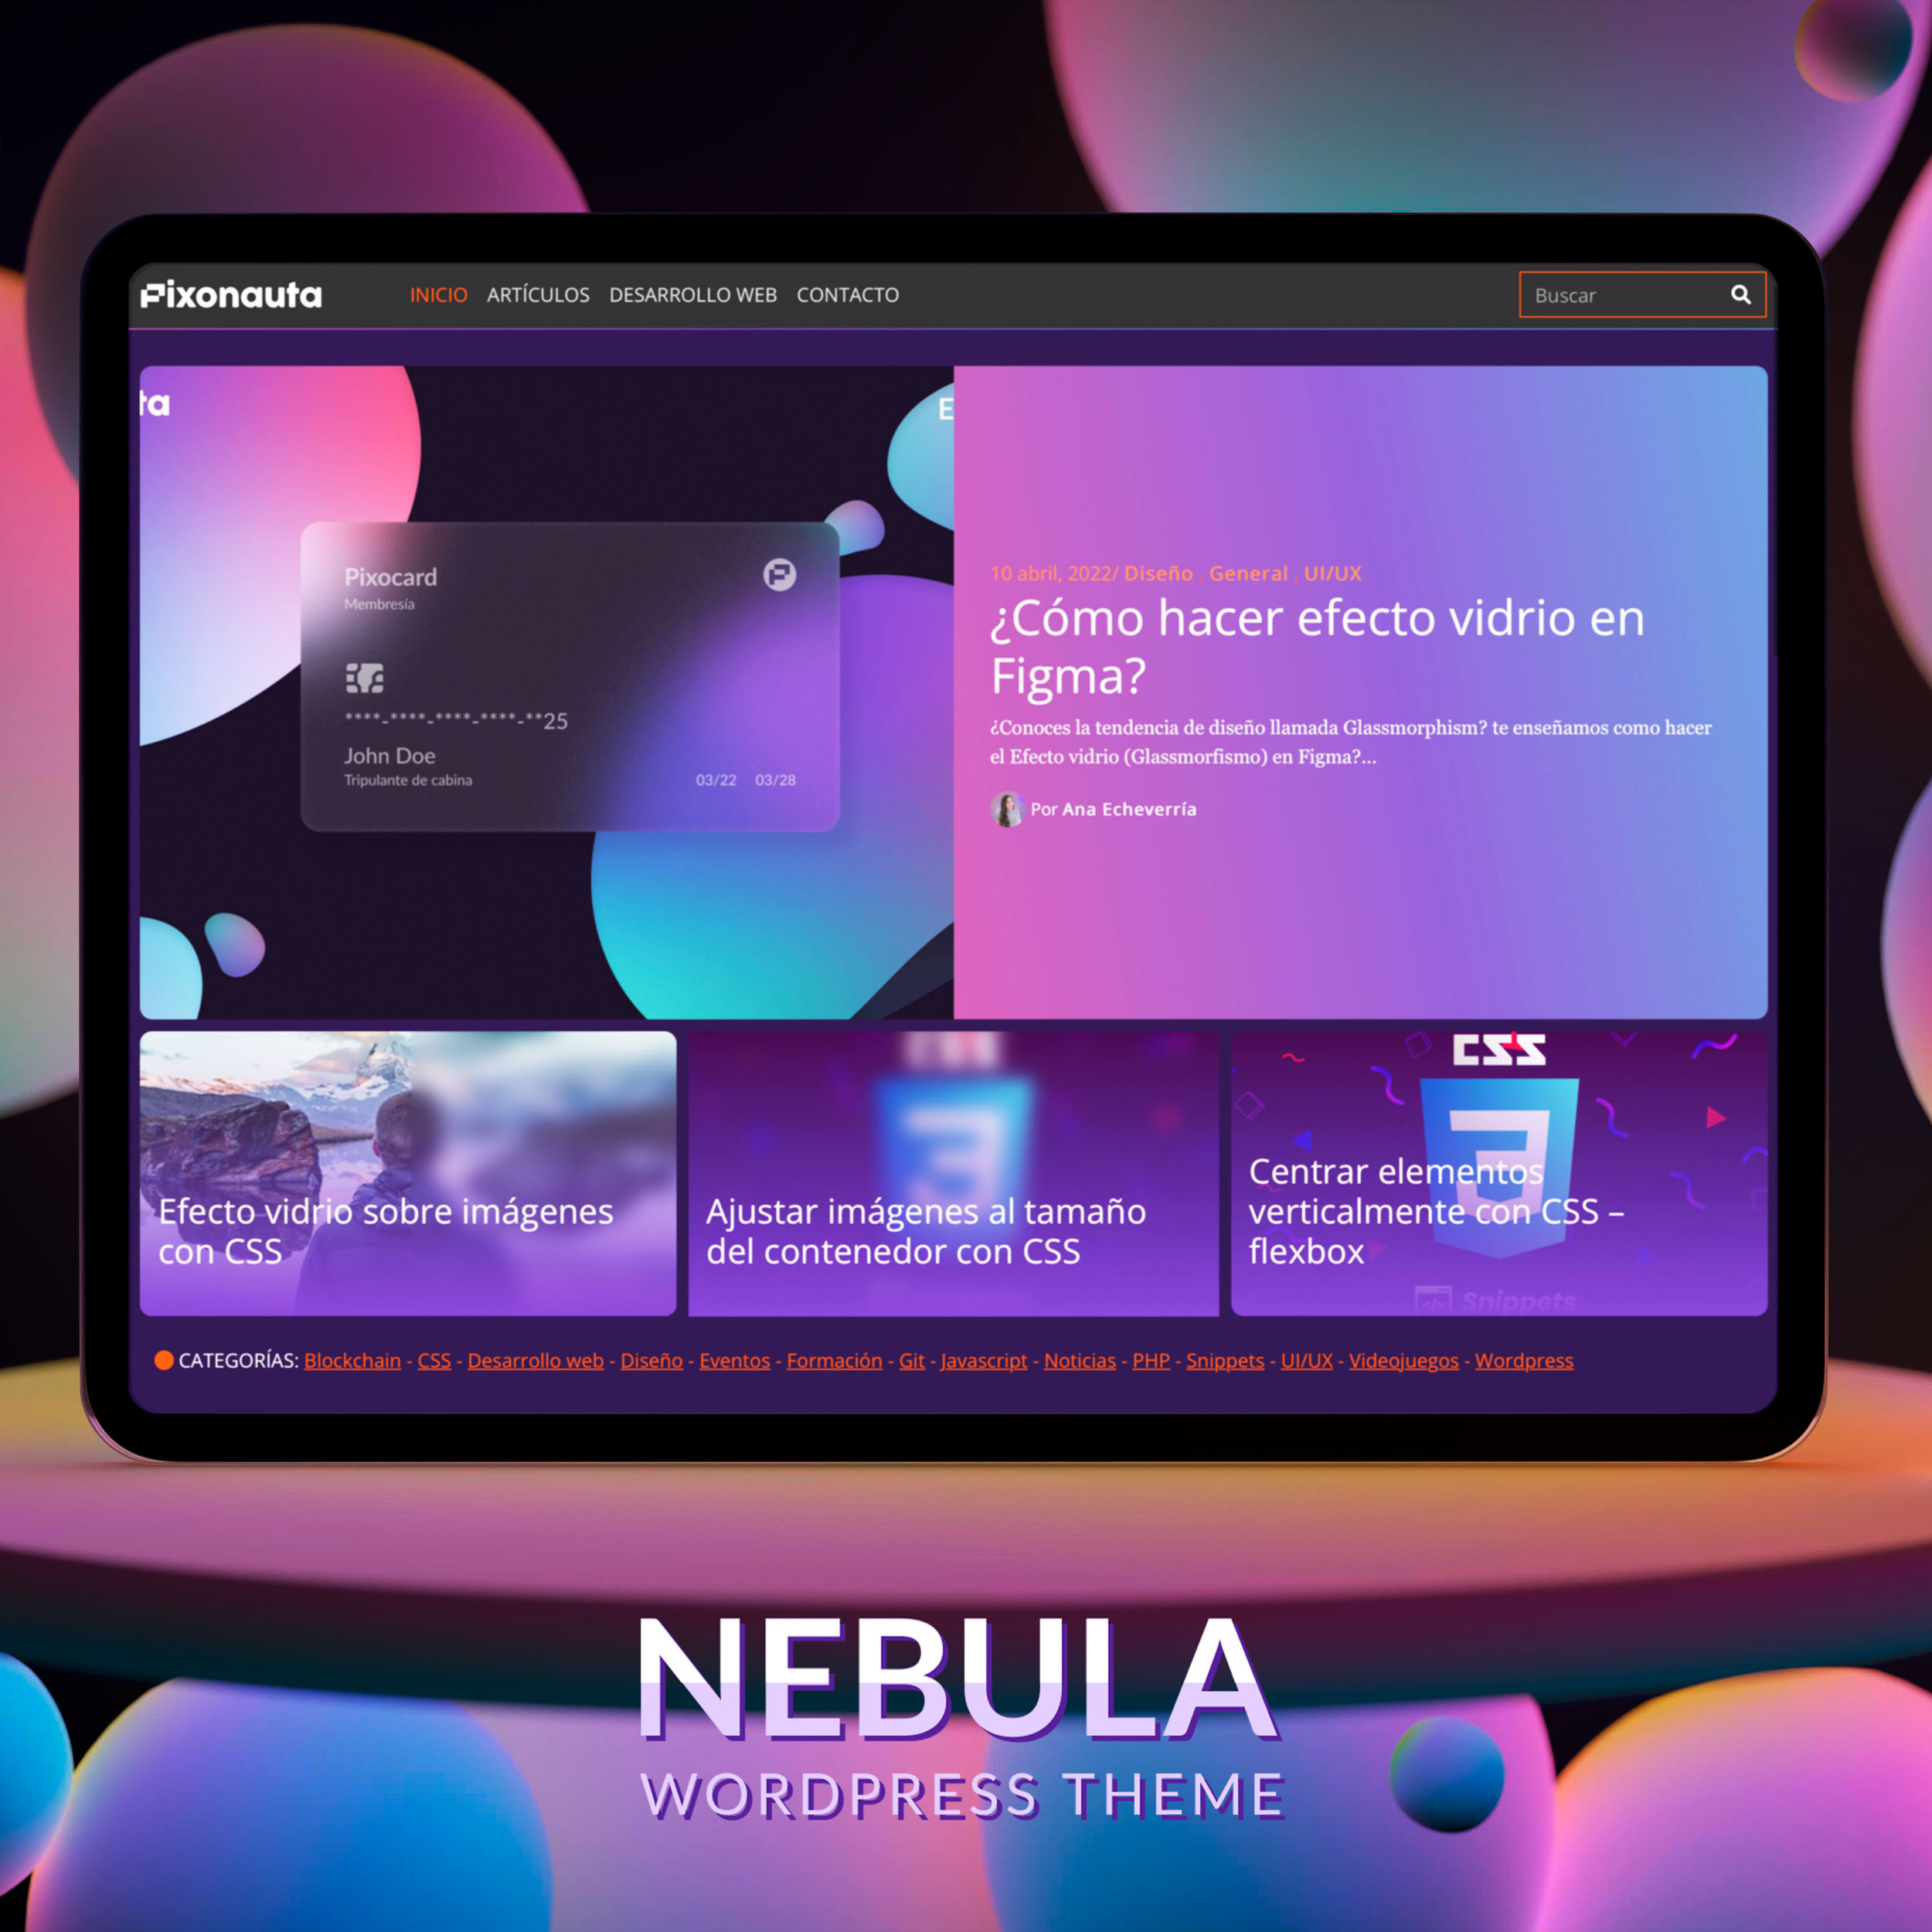 Pixonauta
INICIO ARTÍCULOS DESARROLLO WEB CONTACTO
Buscar
ta
E
Pixocard
Membresía
****-****-****-****-**25
John Doe
Tripulante de cabina
03/22 03/28
10 abril, 2022/ Diseño , General , UI/UX
¿Cómo hacer efecto vidrio en
Figma?
¿Conoces la tendencia de diseño llamada Glassmorphism? te enseñamos como hacer
el Efecto vidrio (Glassmorfismo) en Figma?...
Por Ana Echeverría
Efecto vidrio sobre imágenes
con CSS
Ajustar imágenes al tamaño
del contenedor con CSS
CSS
3
Centrar elementos
verticalmente con CSS –
flexbox
</> Snippets
CATEGORÍAS: Blockchain - CSS - Desarrollo web - Diseño - Eventos - Formación - Git - Javascript - Noticias - PHP - Snippets - UI/UX - Videojuegos - Wordpress
NEBULA
WORDPRESS THEME